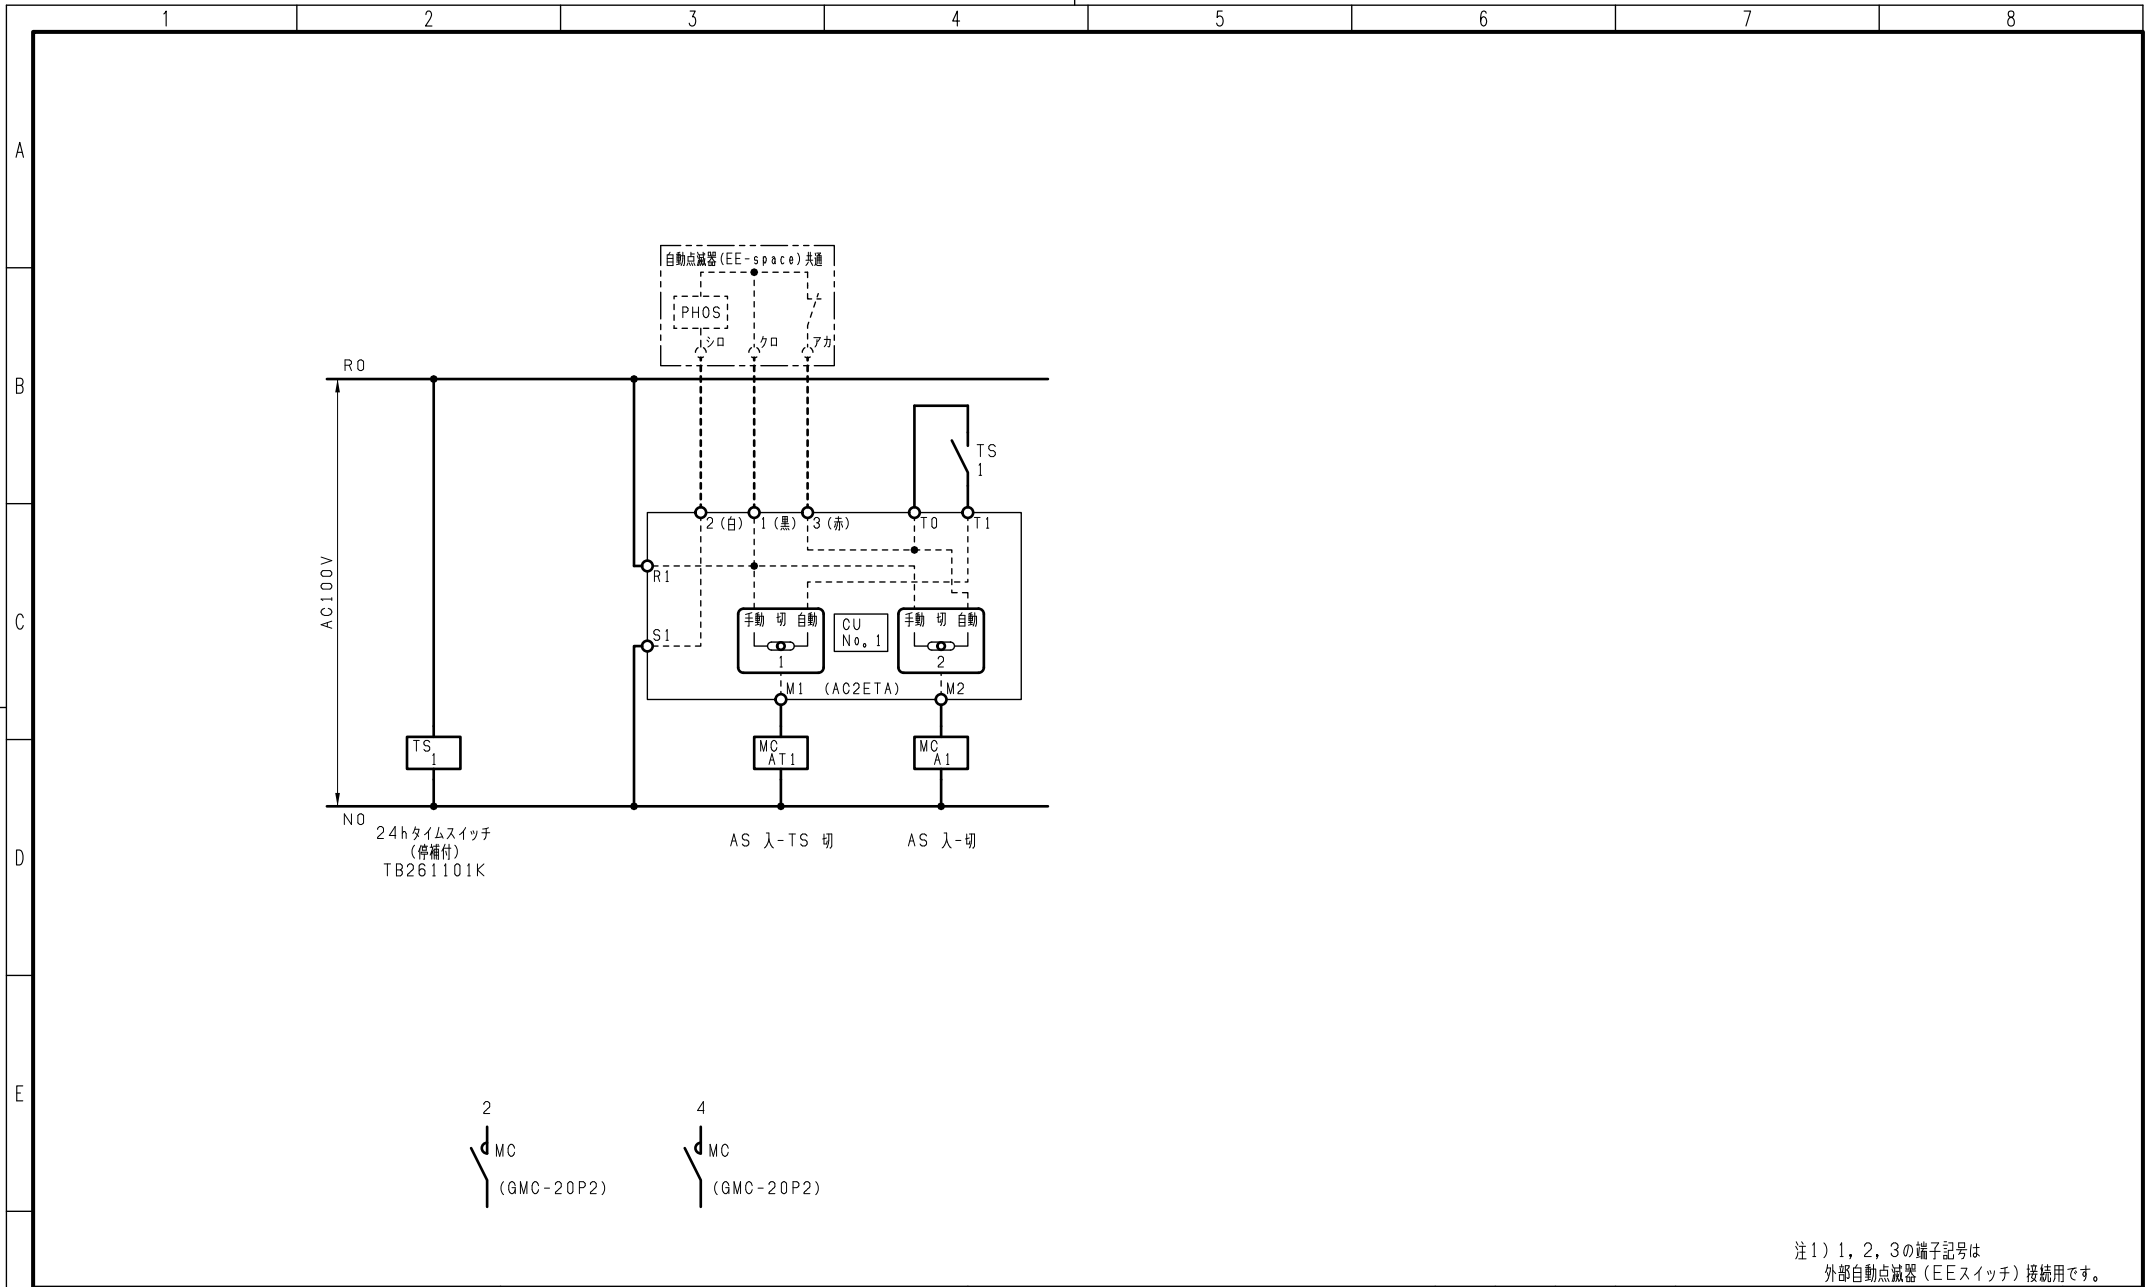 1 2 3 4 5 6 7 8
A
自動点滅器(EE-space)共通
PHOS
シロ クロ アカ
R0
B
TS
1
2(白) 1(黒) 3(赤) T0 T1
R1
AC100V
C
手動 切 自動
CU
No。1
手動 切 自動
S1
1
2
M1 (AC2ETA) M2
TS
1
MC
AT1
MC
A1
N0
24hタイムスイッチ
(停補付)
TB261101K
AS 入-TS 切
AS 入-切
D
E
2
MC
(GMC-20P2)
4
MC
(GMC-20P2)
注1)1,2,3の端子記号は
外部自動点滅器(EEスイッチ)接続用です。